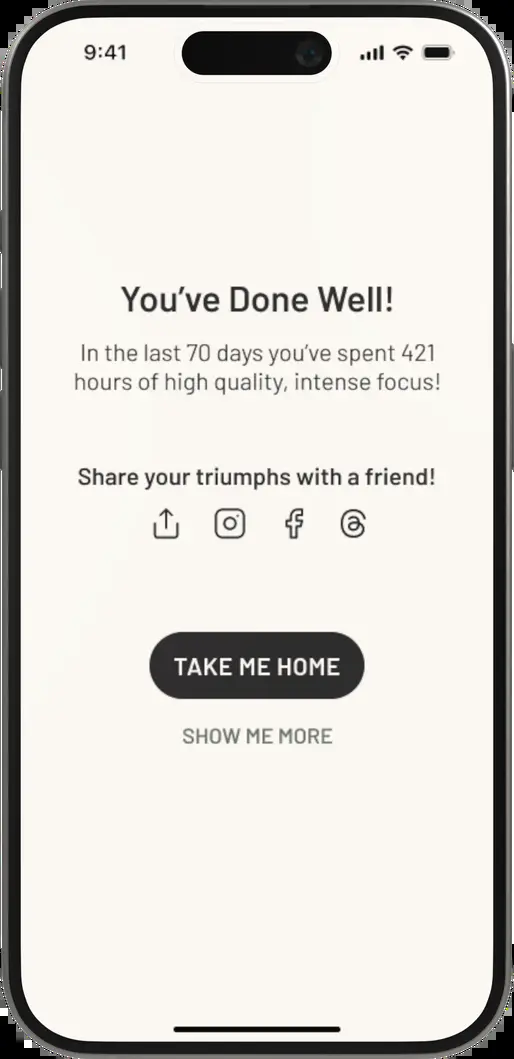 9:41
You’ve Done Well!
In the last 70 days you’ve spent 421
hours of high quality, intense focus!
Share your triumphs with a friend!
TAKE ME HOME
SHOW ME MORE